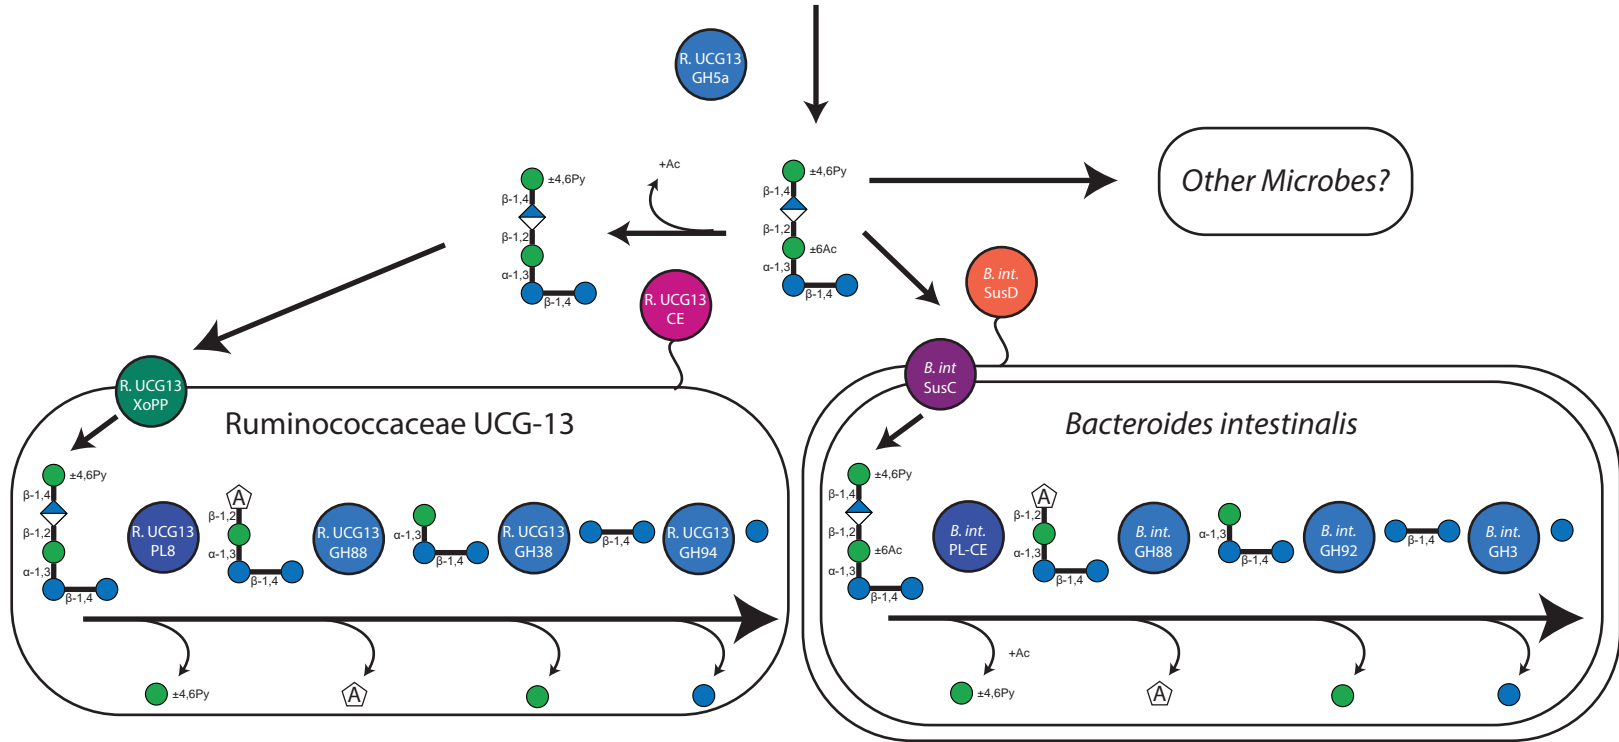 R. UCG13
GH5a
+Ac
±4,6Py
β-1,4
β-1,2
α-1,3
β-1,4
±4,6Py
β-1,4
β-1,2
±6Ac
α-1,3
β-1,4
Other Microbes?
R. UCG13
CE
B. int.
SusD
R. UCG13
XoPP
B. int
SusC
Ruminococcaceae UCG-13
Bacteroides intestinalis
±4,6Py
β-1,4
β-1,2
α-1,3
β-1,4
R. UCG13
PL8
A
β-1,2
α-1,3
β-1,4
R. UCG13
GH88
α-1,3
β-1,4
R. UCG13
GH38
β-1,4
R. UCG13
GH94
±4,6Py
A
±4,6Py
β-1,4
β-1,2
±6Ac
α-1,3
β-1,4
B. int.
PL-CE
A
β-1,2
α-1,3
β-1,4
B. int.
GH88
α-1,3
β-1,4
B. int.
GH92
β-1,4
B. int.
GH3
+Ac
±4,6Py
A